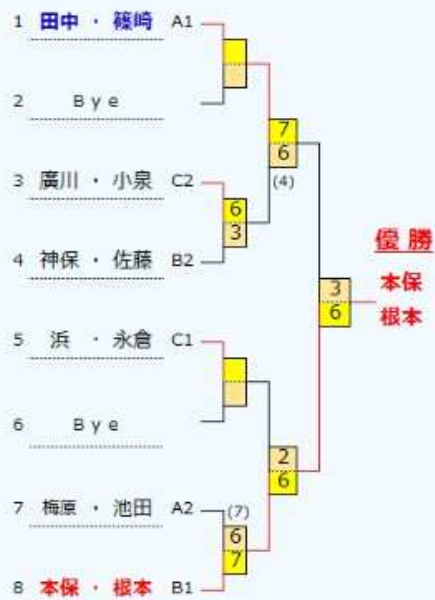 1 田中 ・ 篠崎 A1
2 Bye
7
6
(4)
3 廣川 ・ 小泉 C2
6
3
4 神保 ・ 佐藤 B2
優 勝
本保
根本
3
6
5 浜 ・ 永倉 C1
6 Bye
2
6
7 梅原 ・ 池田 A2
(7)
6
7
8 本保 ・ 根本 B1